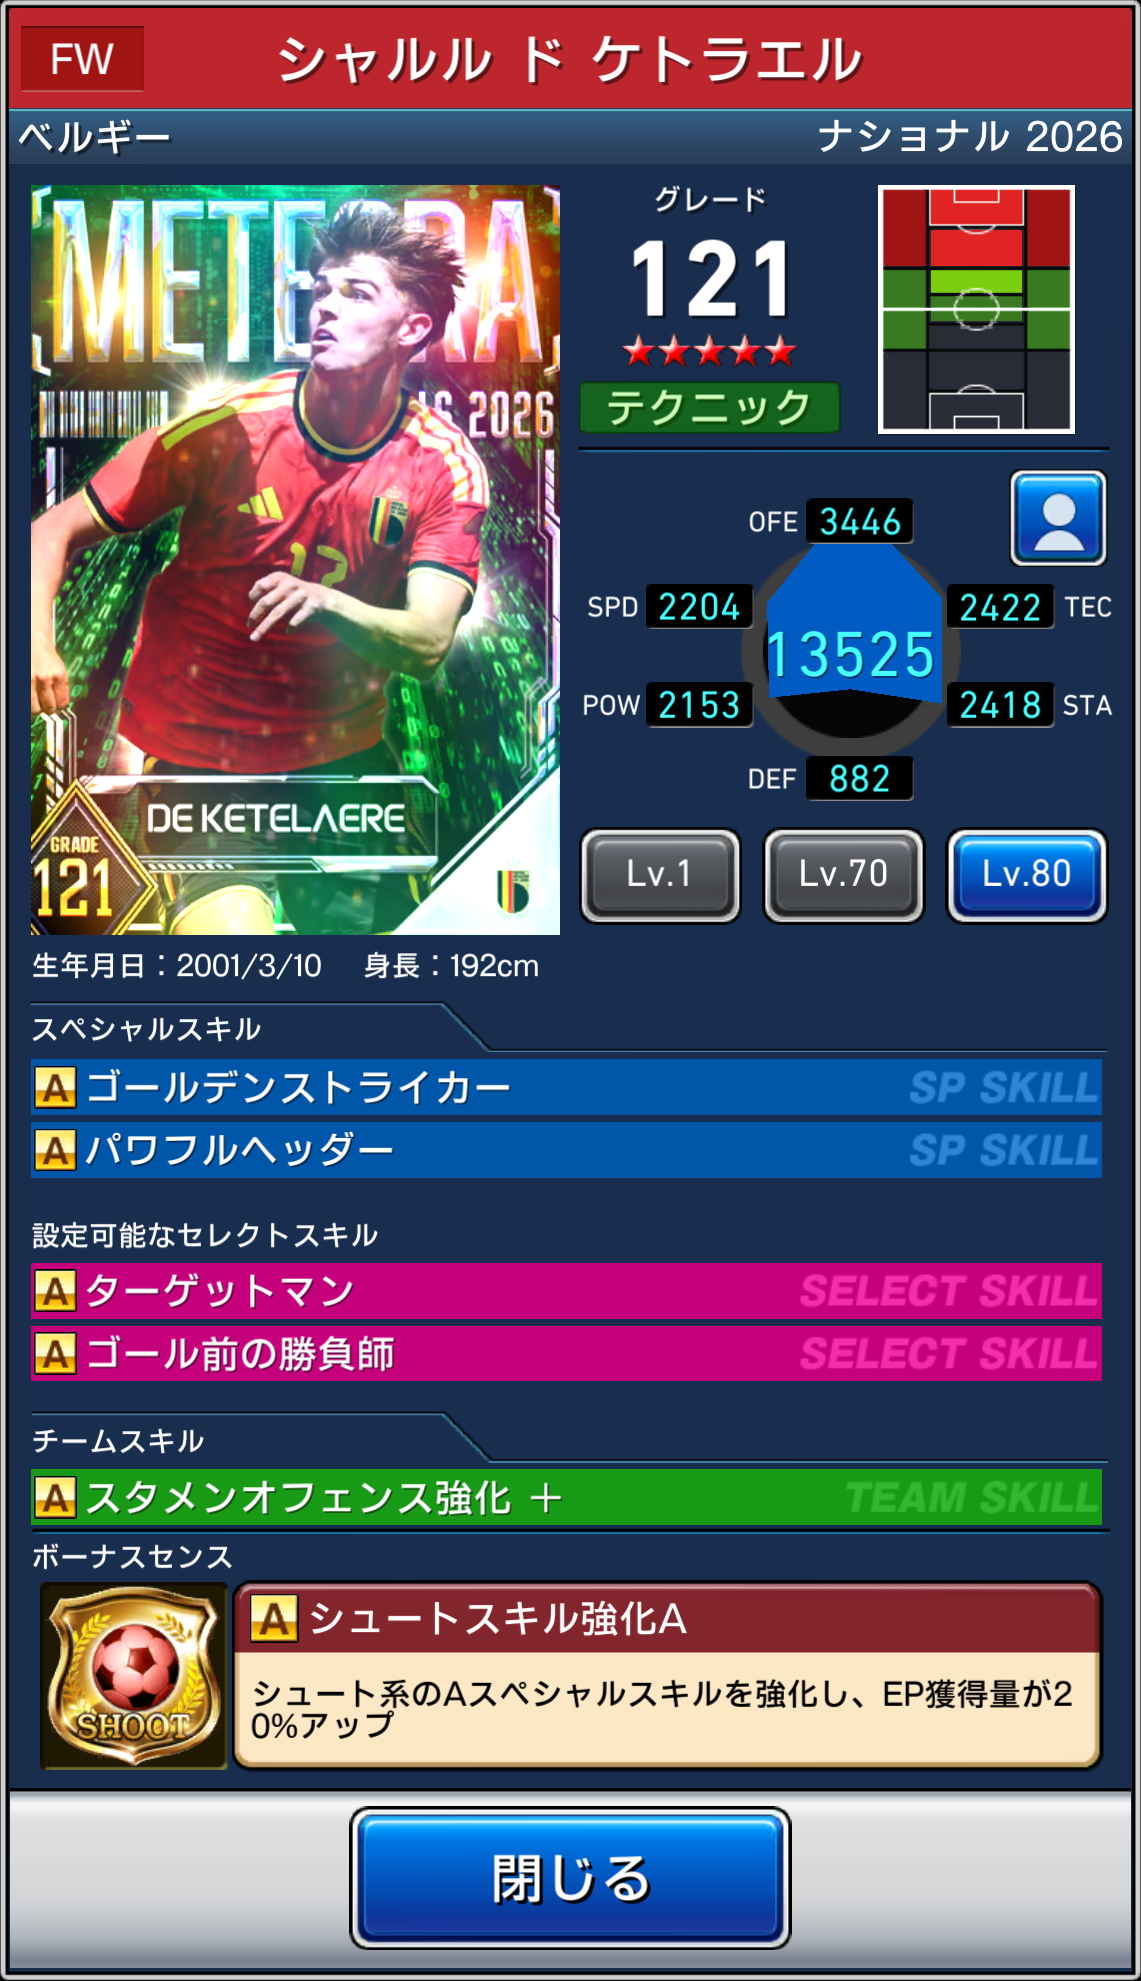 FW
シャルル ド ケトラエル
ベルギー
ナショナル 2026
METEORA
2026
12
DE KETELAERE
GRADE
121
グレード
121
★★★★★
テクニック
OFE 3446
SPD 2204
2422 TEC
13525
POW 2153
2418 STA
DEF 882
Lv.1
Lv.70
Lv.80
生年月日：2001/3/10 身長：192cm
スペシャルスキル
A ゴールデンストライカー SP SKILL
A パワフルヘッダー SP SKILL
設定可能なセレクトスキル
A ターゲットマン SELECT SKILL
A ゴール前の勝負師 SELECT SKILL
チームスキル
A スタメンオフェンス強化 ＋ TEAM SKILL
ボーナスセンス
SHOOT
A シュートスキル強化A
シュート系のAスペシャルスキルを強化し、EP獲得量が2
0%アップ
閉じる